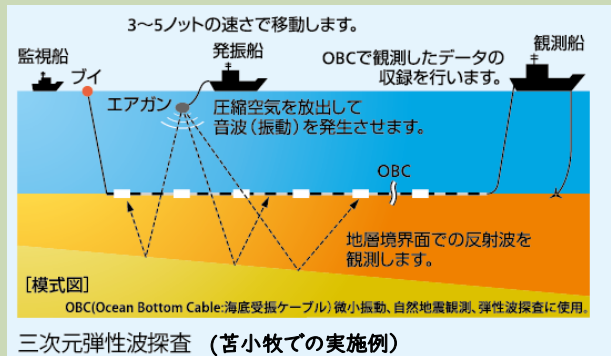 3～5ノットの速さで移動します。
監視船
ブイ
発振船
OBCで観測したデータの
収録を行います。
観測船
エアガン
圧縮空気を放出して
音波（振動）を発生させます。
OBC
地層境界面での反射波を
観測します。
[模式図]
OBC(Ocean Bottom Cable:海底受振ケーブル) 微小振動、自然地震観測、弾性波探査に使用。
三次元弾性波探査 (苫小牧での実施例)